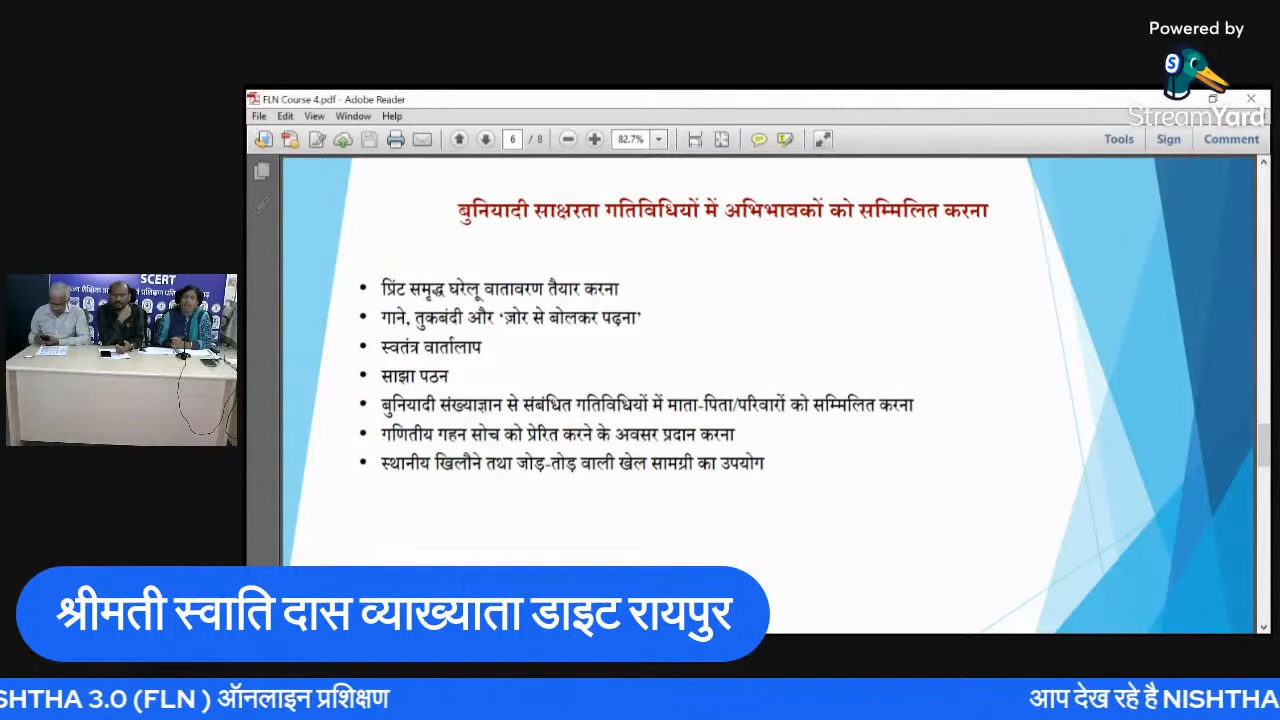 Powered by
StreamYard
FLN Course 4.pdf - Adobe Reader
File Edit View Window Help
6 / 8 82.7% Tools Sign Comment
बुनियादी साक्षरता गतिविधियों में अभिभावकों को सम्मिलित करना
• प्रिंट समृद्ध घरेलू वातावरण तैयार करना
• गाने, तुकबंदी और ‘ज़ोर से बोलकर पढ़ना’
• स्वतंत्र वार्तालाप
• साझा पठन
• बुनियादी संख्याज्ञान से संबंधित गतिविधियों में माता-पिता/परिवारों को सम्मिलित करना
• गणितीय गहन सोच को प्रेरित करने के अवसर प्रदान करना
• स्थानीय खिलौने तथा जोड़-तोड़ वाली खेल सामग्री का उपयोग
SCERT
श्रीमती स्वाति दास व्याख्याता डाइट रायपुर
SHTHA 3.0 (FLN ) ऑनलाइन प्रशिक्षण
आप देख रहे है NISHTHA